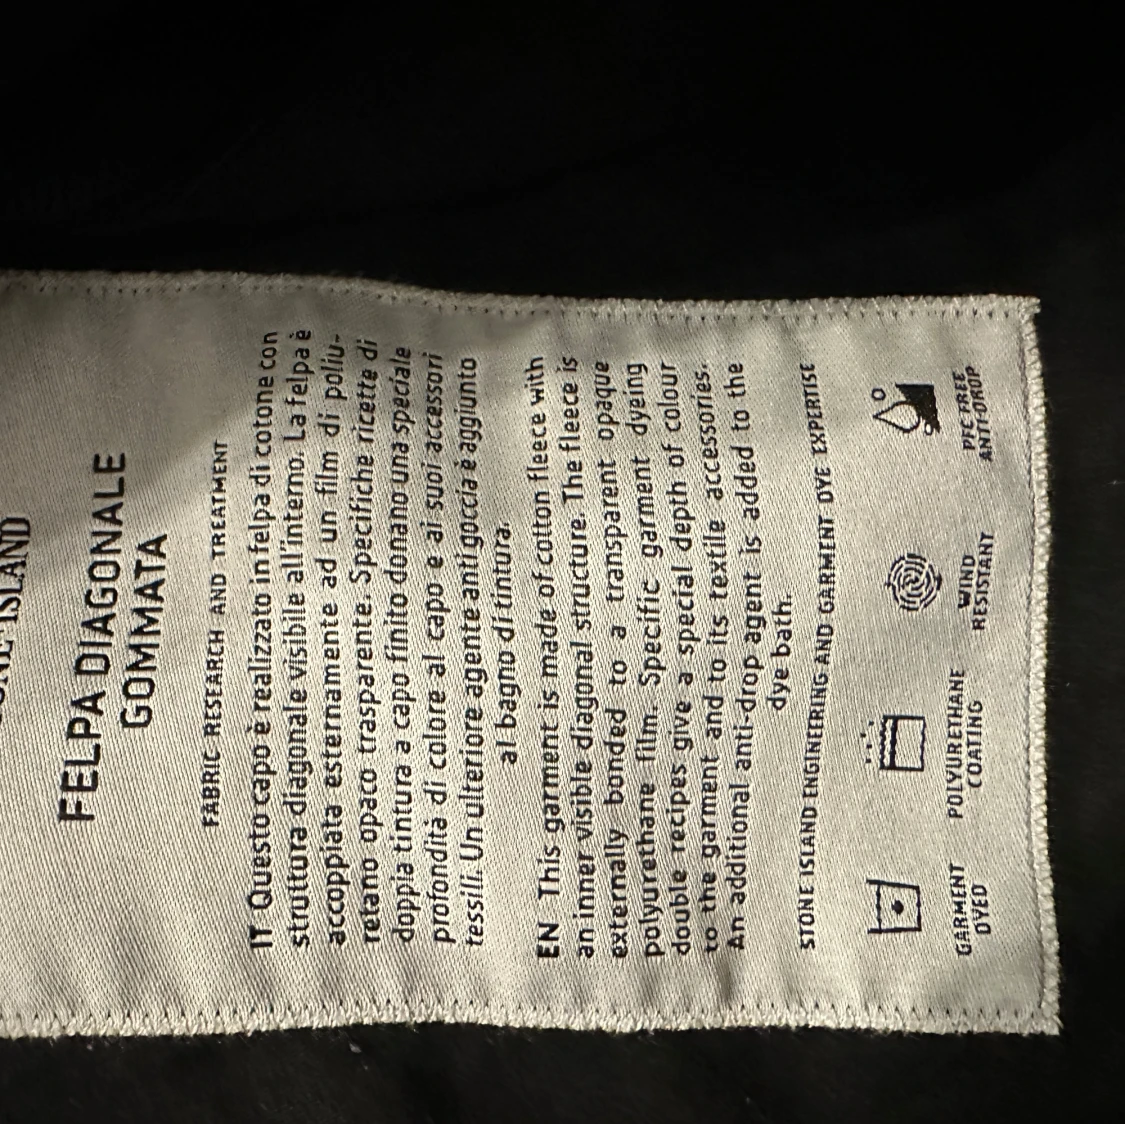 ISLAND
FELPA DIAGONALE
GOMMATA
FABRIC RESEARCH AND TREATMENT
IT Questo capo è realizzato in felpa di cotone con
struttura diagonale visibile all'interno. La felpa è
accoppiata esternamente ad un film di poliu-
retano opaco trasparente. Specifiche ricette di
doppia tintura a capo finito donano una speciale
profondità di colore al capo e ai suoi accessori
tessili. Un ulteriore agente anti goccia è aggiunto
al bagno di tintura.
EN This garment is made of cotton fleece with
an inner visible diagonal structure. The fleece is
externally bonded to a transparent opaque
polyurethane film. Specific garment dyeing
double recipes give a special depth of colour
to the garment and to its textile accessories.
An additional anti-drop agent is added to the
dye bath.
STONE ISLAND ENGINEERING AND GARMENT DYE EXPERTISE
GARMENT
DYED
POLYURETHANE
COATING
WIND
RESISTANT
PFC FREE
ANTI-DROP